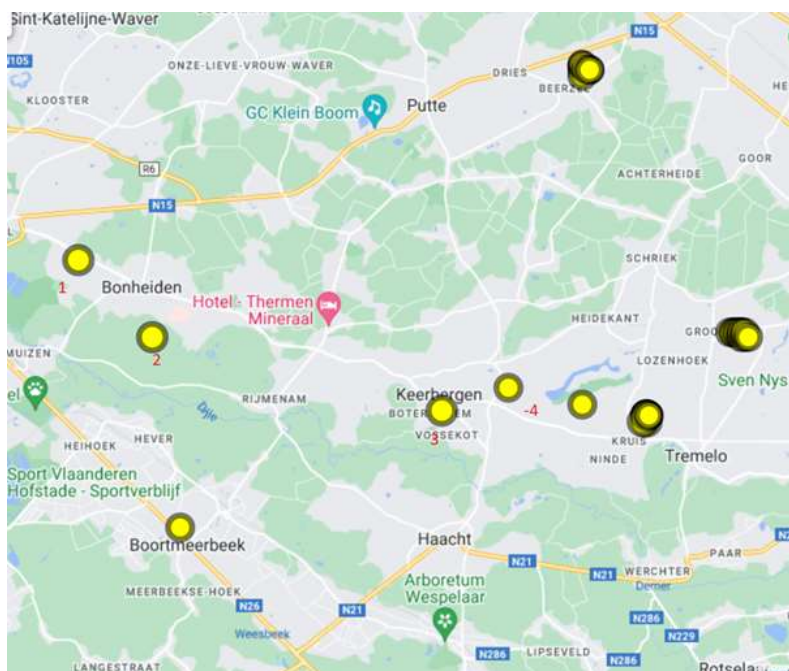 Sint-Katelijne-Waver
N105
ONZE-LIEVE-VROUW-WAVER
N15
DRIES
BEERZEL
KLOOSTER
GC Klein Boom
Putte
GOOR
R6
ACHTERHEIDE
N15
SCHRIEK
1
Bonheiden
Hotel - Thermen
Mineraal
HEIDEKANT
2
LOZENHOEK
MUIZEN
Sven Nys
RIJMENAM
Keerbergen
-4
Dijle
3
VOSSEKOT
KRUIS
HEVER
HEIHOEK
NINDE
Tremelo
Sport Vlaanderen
Hofstade - Sportverblijf
Boortmeerbeek
Haacht
N21
PAAR
N21
WERCHTER
MEERBEEKSE-HOEK
Arboretum
Wespelaar
Demer
N26
N21
N286
Weesbeek
N229
N286
LIPSEVELD
N286
LANGESTRAAT
Rotselaar